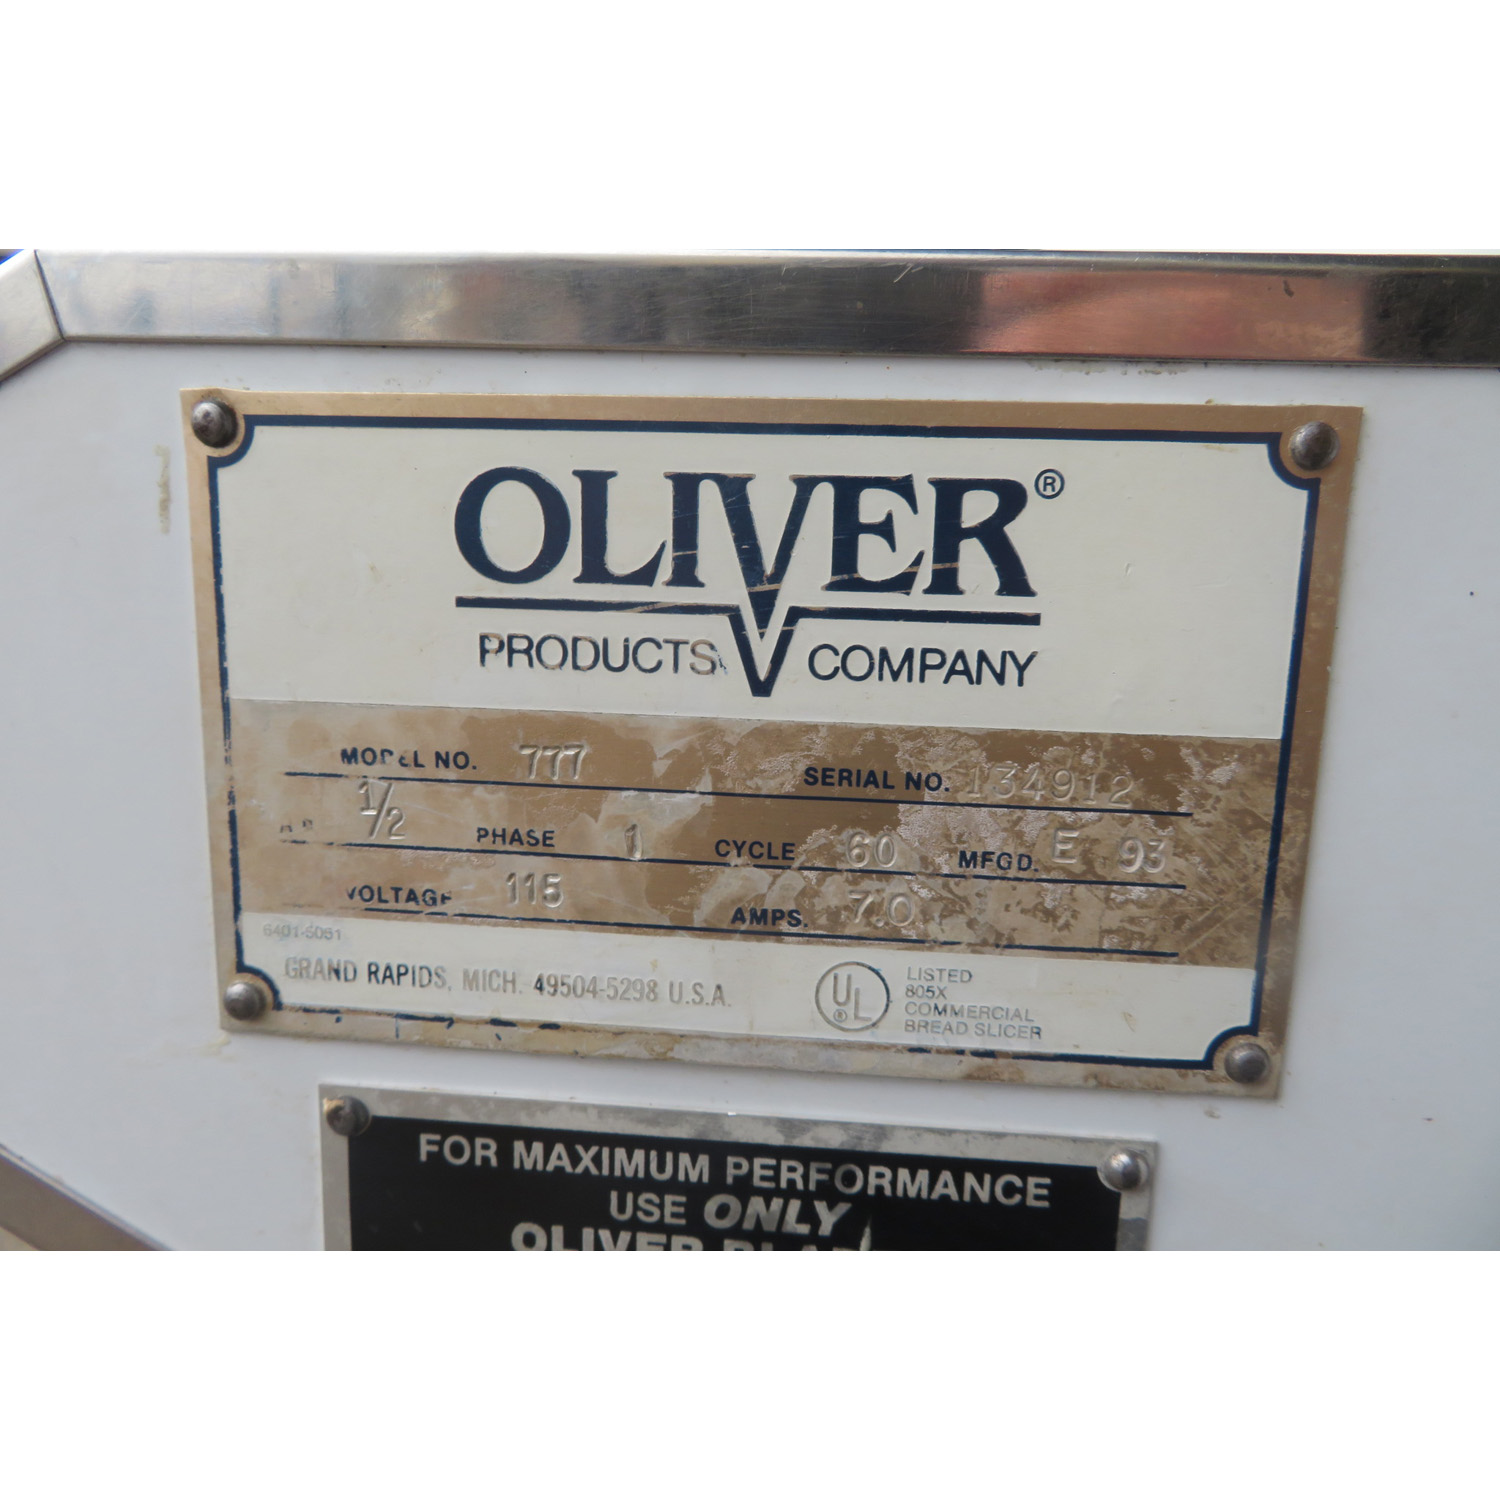 OLIVER®
PRODUCTS COMPANY
MODEL NO. 777 SERIAL NO. 134912
1/2 PHASE 1 CYCLE 60 MFGD. E 93
VOLTAGE 115 AMPS. 7.0
6401-5051
GRAND RAPIDS, MICH. 49504-5298 U.S.A.
UL® LISTED
805X
COMMERCIAL
BREAD SLICER
FOR MAXIMUM PERFORMANCE
USE ONLY
OLIVER